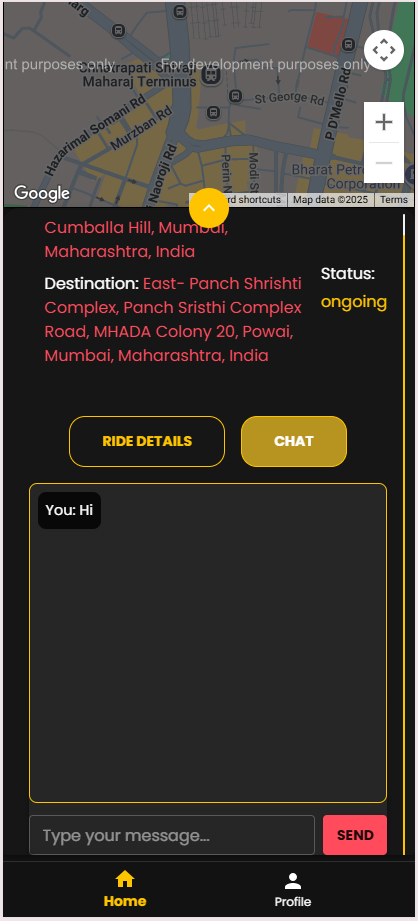 arg
nt purposes only
For development purposes only
Chhatrapati Shivaji
Maharaj Terminus
St George Rd
P D'Mello Rd
Hazarimal Somani Rd
Murzban Rd
Naoroji Rd
Perin N
Modi St
Bharat Petr
Corporation
Google
rd shortcuts
Map data ©2025
Terms
Cumballa Hill, Mumbai,
Maharashtra, India
Destination: East- Panch Shrishti
Complex, Panch Sristhi Complex
Road, MHADA Colony 20, Powai,
Mumbai, Maharashtra, India
Status:
ongoing
RIDE DETAILS
CHAT
You: Hi
Type your message...
SEND
Home
Profile